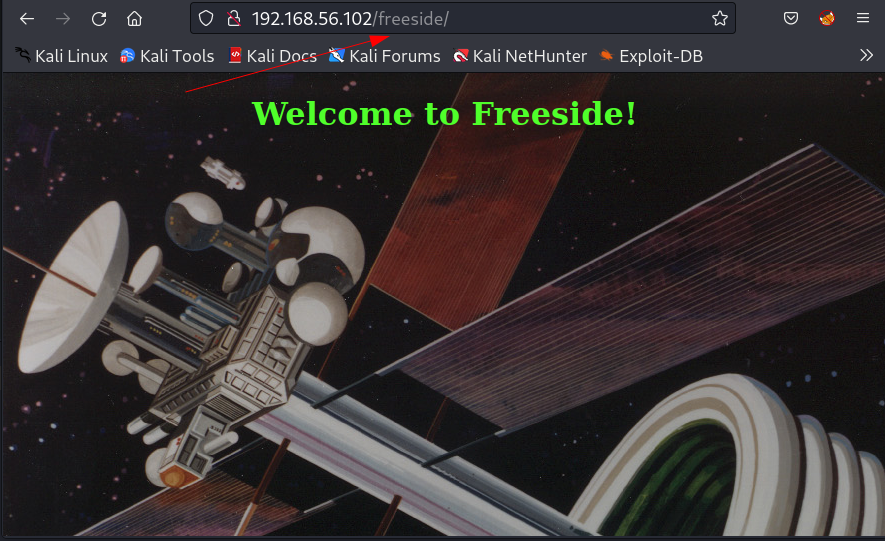 192.168.56.102/freeside/
Kali Linux Kali Tools Kali Docs Kali Forums Kali NetHunter Exploit-DB
Welcome to Freeside!